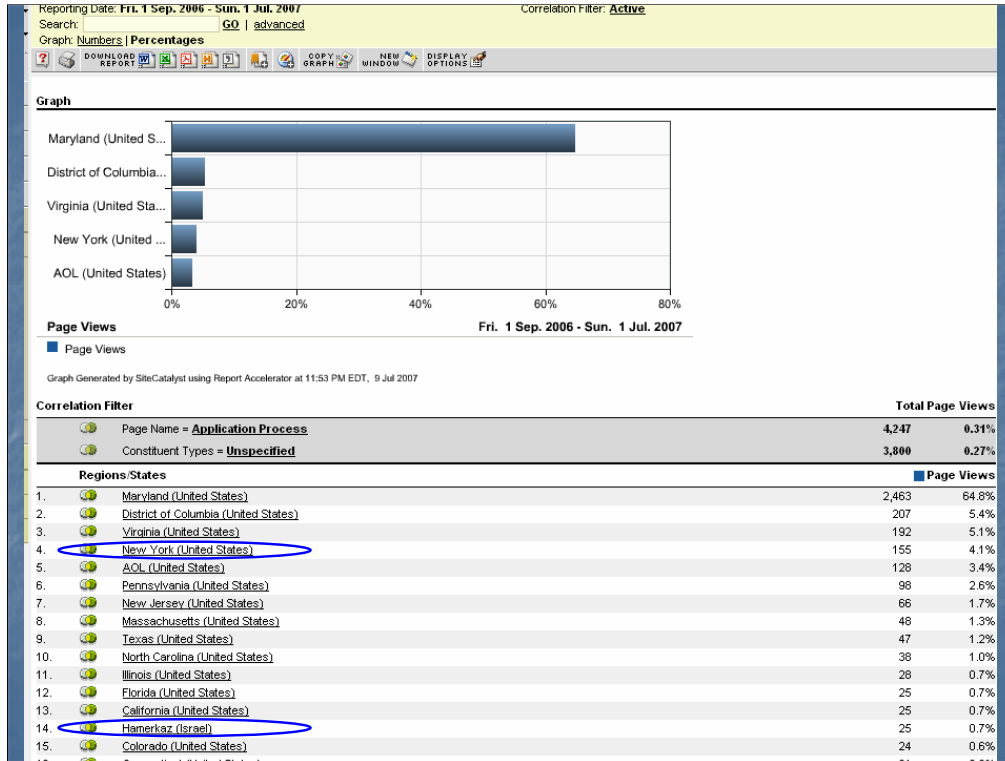 Reporting Date: Fri. 1 Sep. 2006 - Sun. 1 Jul. 2007 Correlation Filter: Active
Search: GO | advanced
Graph: Numbers | Percentages
DOWNLOAD REPORT COPY GRAPH NEW WINDOW DISPLAY OPTIONS
Graph
Maryland (United S...
District of Columbia...
Virginia (United Sta...
New York (United ...
AOL (United States)
0% 20% 40% 60% 80%
Page Views Fri. 1 Sep. 2006 - Sun. 1 Jul. 2007
Page Views
Graph Generated by SiteCatalyst using Report Accelerator at 11:53 PM EDT, 9 Jul 2007
Correlation Filter Total Page Views
Page Name = Application Process 4,247 0.31%
Constituent Types = Unspecified 3,800 0.27%
Regions/States Page Views
1. Maryland (United States) 2,463 64.8%
2. District of Columbia (United States) 207 5.4%
3. Virginia (United States) 192 5.1%
4. New York (United States) 155 4.1%
5. AOL (United States) 128 3.4%
6. Pennsylvania (United States) 98 2.6%
7. New Jersey (United States) 66 1.7%
8. Massachusetts (United States) 48 1.3%
9. Texas (United States) 47 1.2%
10. North Carolina (United States) 38 1.0%
11. Illinois (United States) 28 0.7%
12. Florida (United States) 25 0.7%
13. California (United States) 25 0.7%
14. Hamerkaz (Israel) 25 0.7%
15. Colorado (United States) 24 0.6%